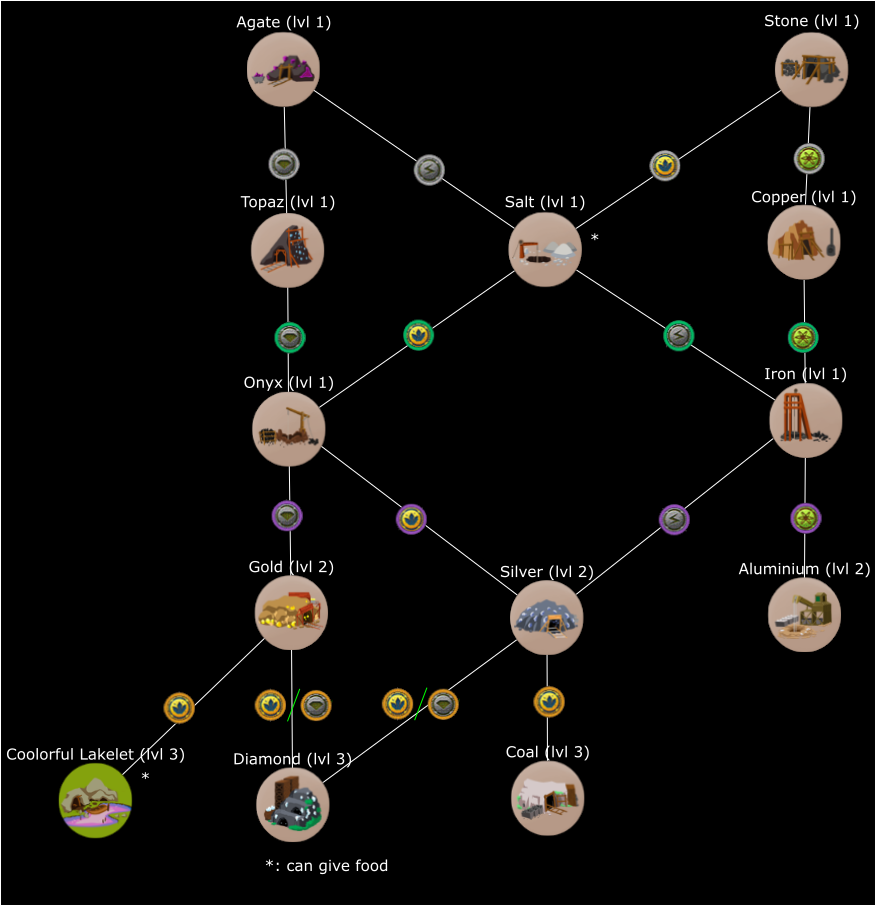 Agate (lvl 1)
Stone (lvl 1)
Topaz (lvl 1)
Salt (lvl 1)
*
Copper (lvl 1)
Onyx (lvl 1)
Iron (lvl 1)
Gold (lvl 2)
Silver (lvl 2)
Aluminium (lvl 2)
Coolorful Lakelet (lvl 3)
*
Diamond (lvl 3)
Coal (lvl 3)
*: can give food